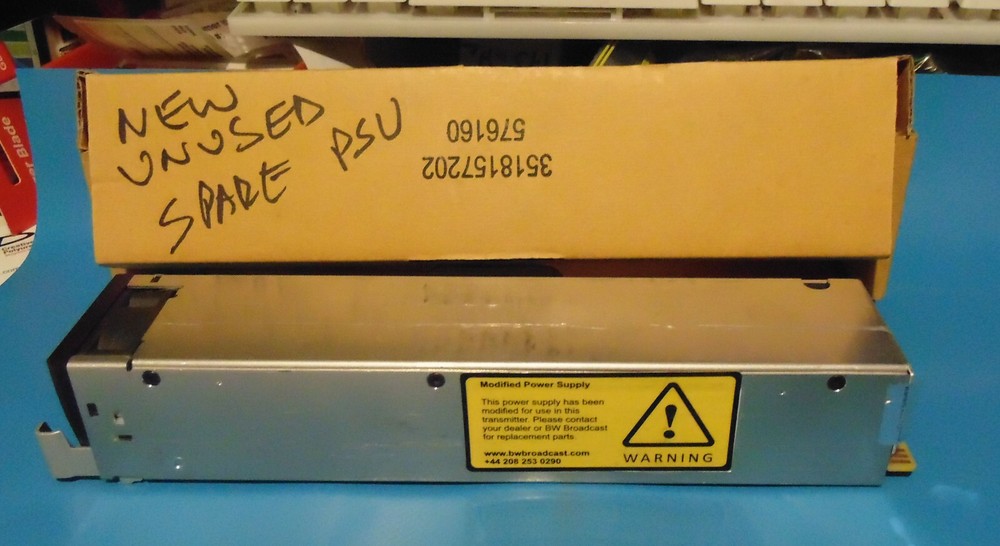 NEW
UNUSED
SPARE PSU
3518157202
576160
Modified Power Supply
This power supply has been
modified for use in this
transmitter. Please contact
your dealer or BW Broadcast
for replacement parts.
www.bwbroadcast.com
+44 208 253 0290
WARNING
Blade